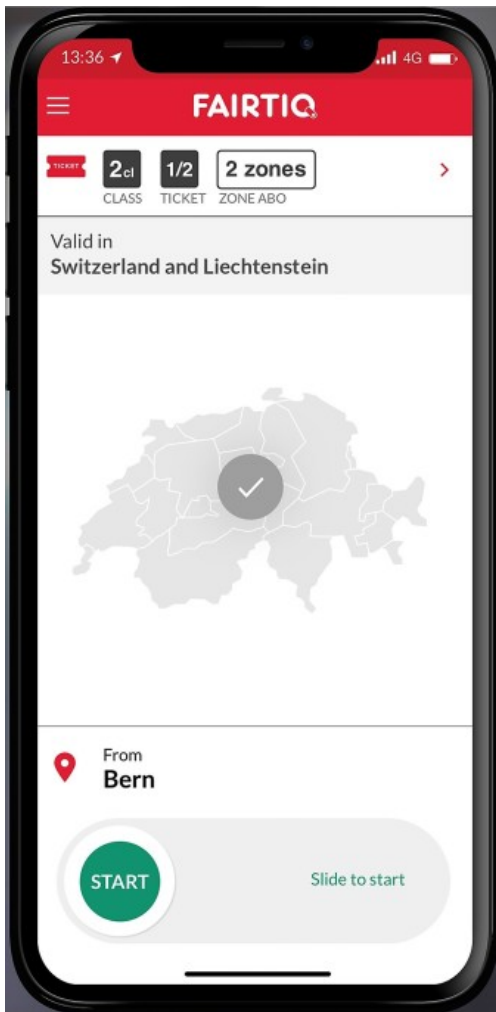 13:36 4G
FAIRTIQ
TICKET 2cl 1/2 2 zones
CLASS TICKET ZONE ABO
Valid in
Switzerland and Liechtenstein
From
Bern
START Slide to start